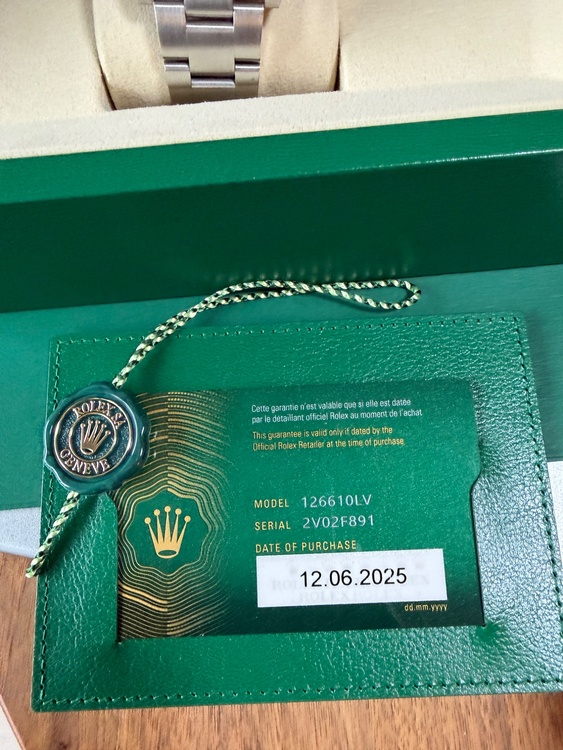 ROLEX SA
GENEVE
Cette garantie n'est valable que si elle est datée
par le détaillant officiel Rolex au moment de l'achat
This guarantee is valid only if dated by the
Official Rolex Retailer at the time of purchase
MODEL 126610LV
SERIAL 2V02F891
DATE OF PURCHASE
12.06.2025
dd.mm.yyyy